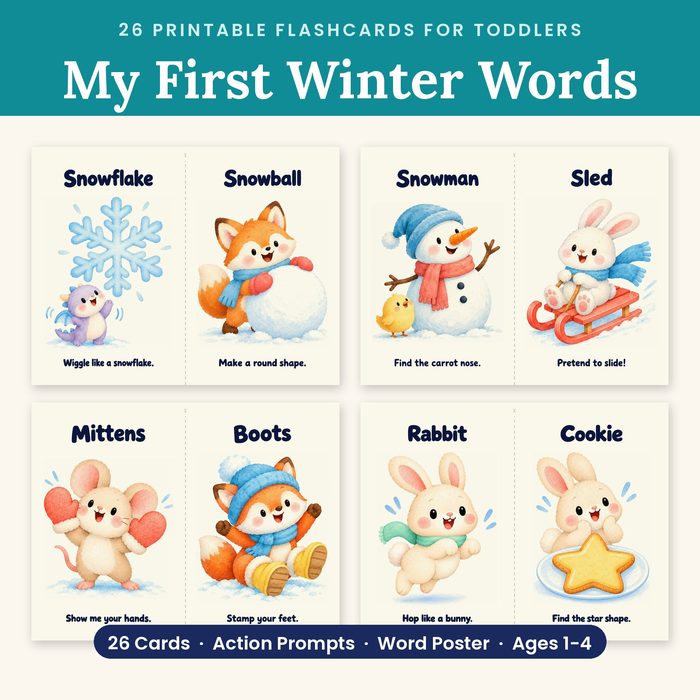 26 PRINTABLE FLASHCARDS FOR TODDLERS
My First Winter Words
Snowflake
Wiggle like a snowflake.
Snowball
Make a round shape.
Snowman
Find the carrot nose.
Sled
Pretend to slide!
Mittens
Show me your hands.
Boots
Stamp your feet.
Rabbit
Hop like a bunny.
Cookie
Find the star shape.
26 Cards · Action Prompts · Word Poster · Ages 1-4